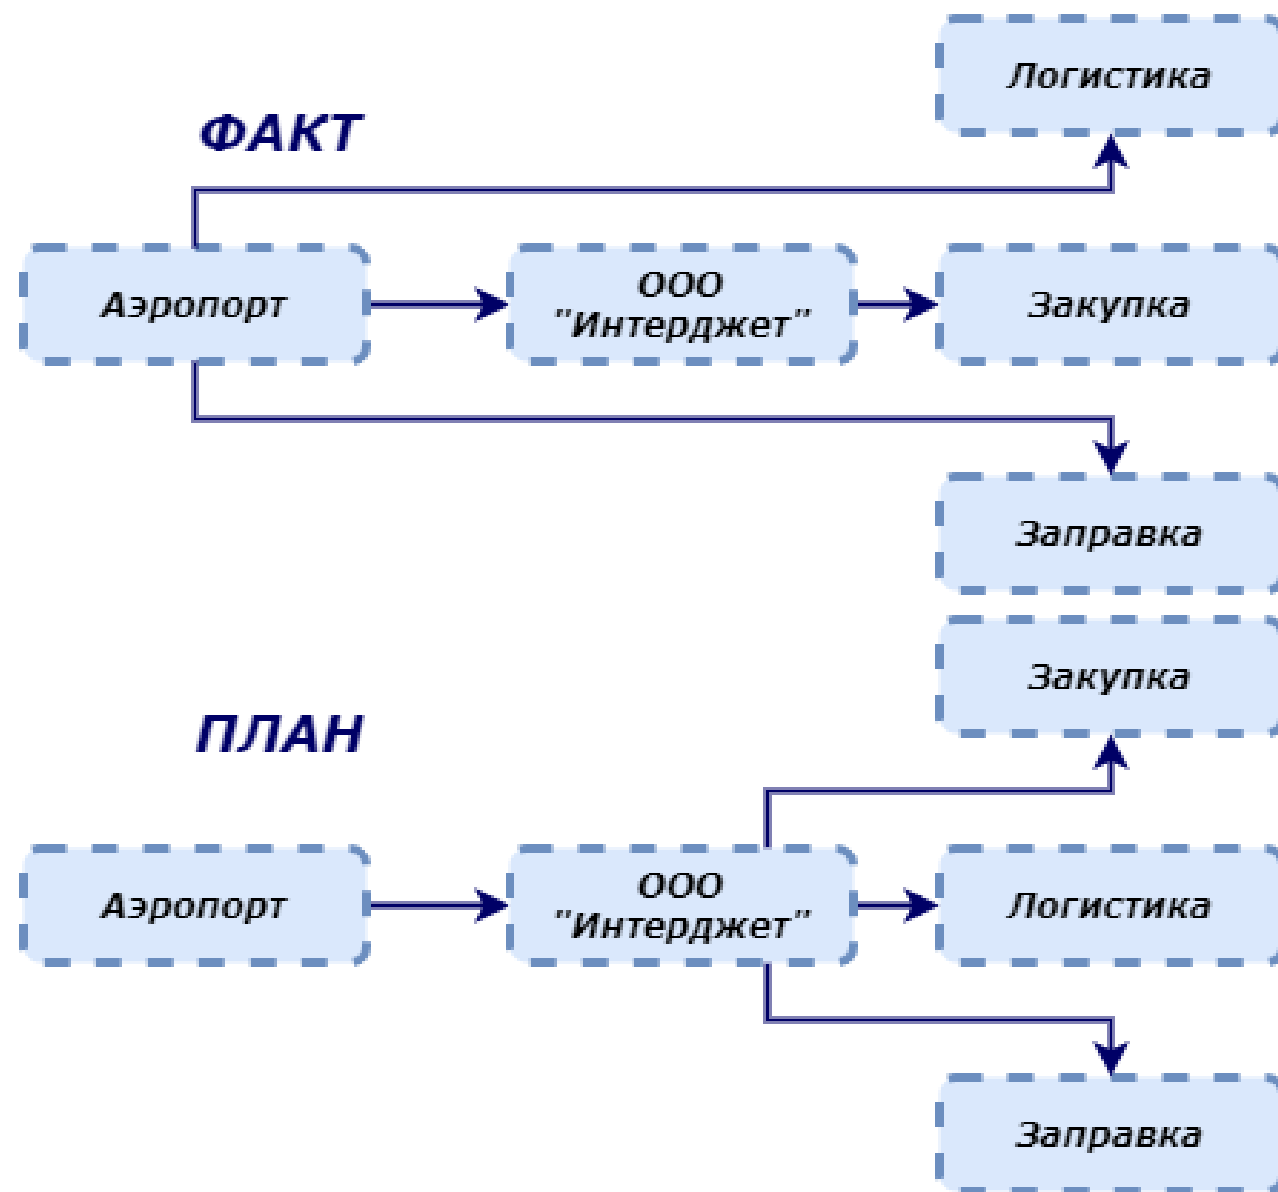 Логистика
ФАКТ
Аэропорт
ООО
"Интерджет"
Закупка
Заправка
Закупка
ПЛАН
Аэропорт
ООО
"Интерджет"
Логистика
Заправка